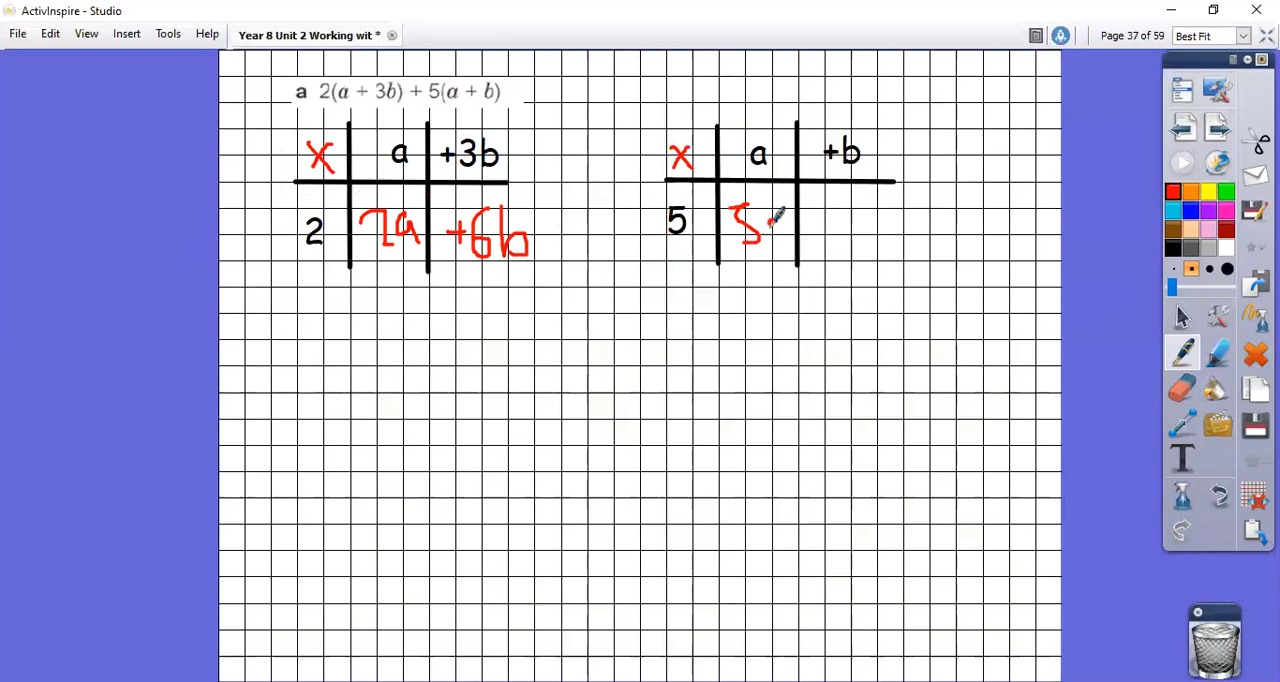 ActivInspire - Studio
File Edit View Insert Tools Help Year 8 Unit 2 Working wit * Page 37 of 59 Best Fit
a 2(a + 3b) + 5(a + b)
x a +3b
2 2a +6b
x a +b
5 5
T